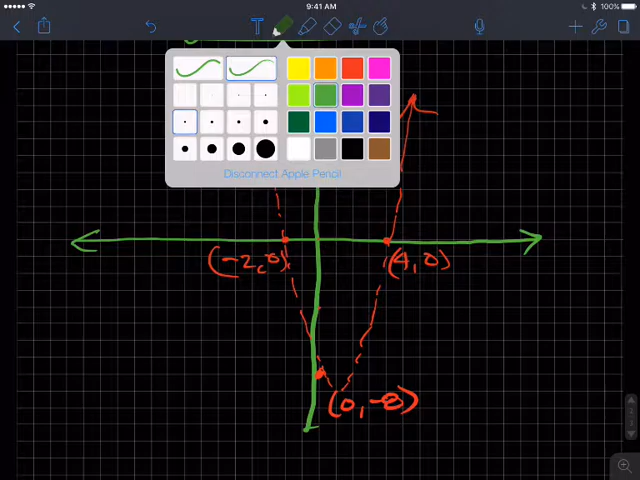 9:41 AM
100%
T
Disconnect Apple Pencil
(-2,0)
(4,0)
(0,-8)